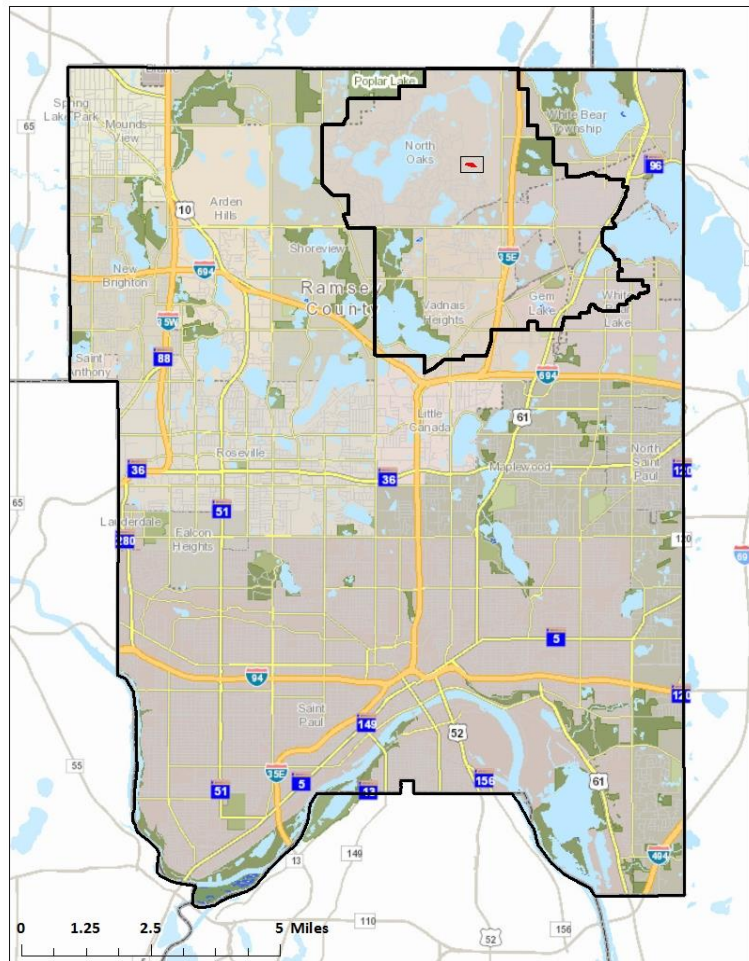 Poplar Lake
Spring
Lake Park
65
Mounds
View
White Bear
Township
North
Oaks
96
10
Arden
Hills
Shoreview
694
New
Brighton
Ramsey
County
35E
Vadnais
Heights
Gem
Lake
White
Lake
35W
Saint
Anthony
88
694
Little
Canada
61
Roseville
Maplewood
North
Saint
Paul
36
36
120
65
51
Lauderdale
280
Falcon
Heights
120
69
5
94
120
Saint
Paul
149
52
55
35E
5
51
13
156
61
13
149
494
0 1.25 2.5 5 Miles
110
52
156